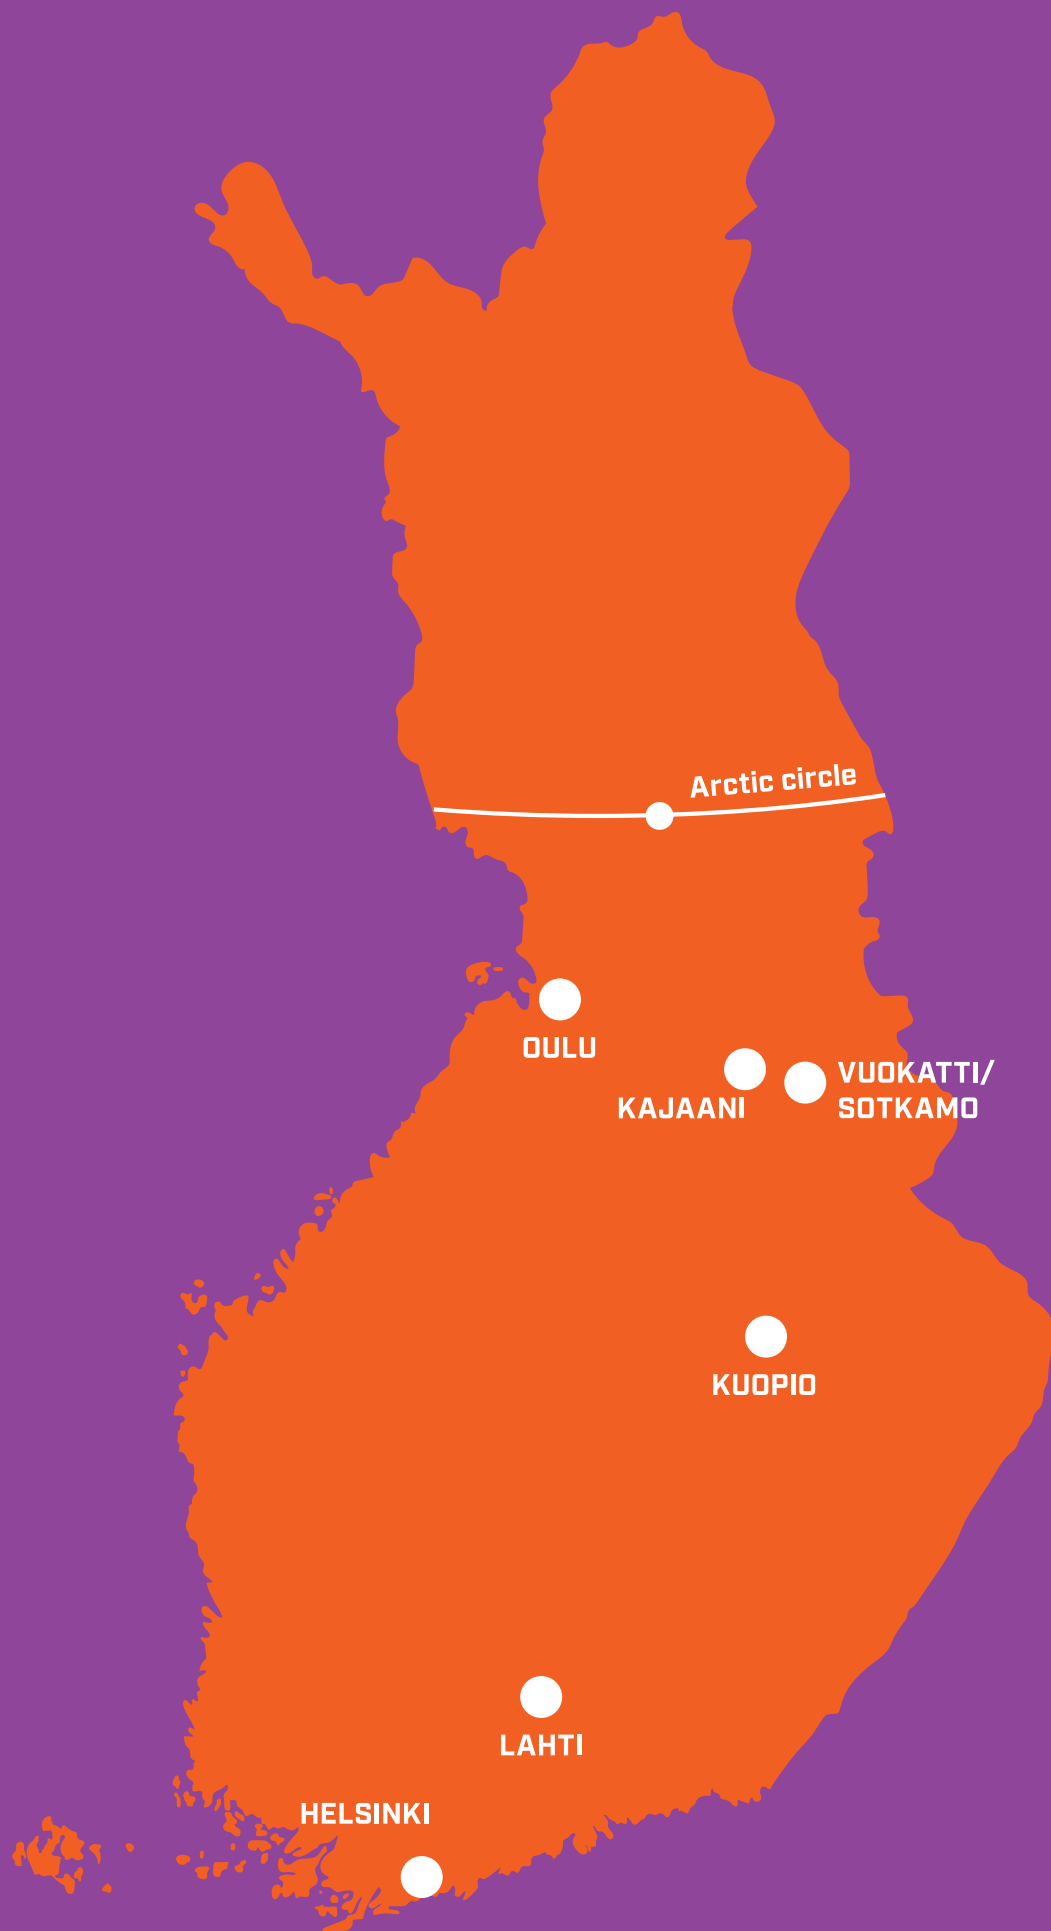 Arctic circle
OULU
KAJAANI
VUOKATTI/
SOTKAMO
KUOPIO
LAHTI
HELSINKI